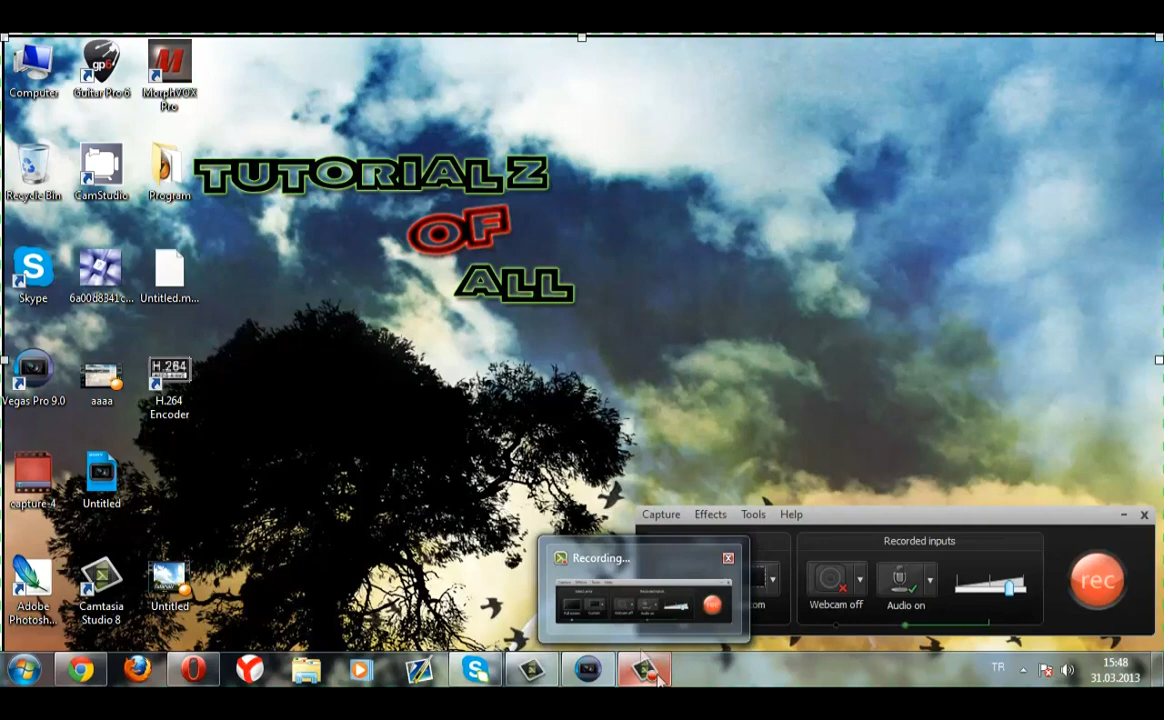 Computer
Guitar Pro 6
MorphVOX
Pro
Recycle Bin
CamStudio
Program
TUTORIALZ
OF
ALL
Skype
6a00d8341c...
Untitled.m...
Vegas Pro 9.0
aaaa
H.264
H.264
Encoder
capture-4
Untitled
Adobe
Photosh...
Camtasia
Studio 8
Untitled
Capture
Effects
Tools
Help
Recorded inputs
Recording...
Webcam off
Audio on
rec
TR
15:48
31.03.2013